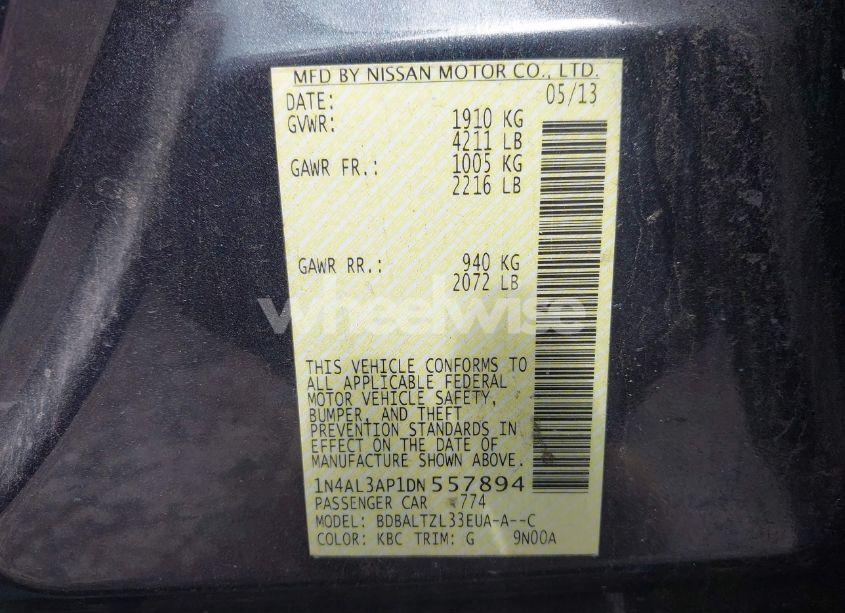 MFD BY NISSAN MOTOR CO., LTD.
DATE: 05/13
GVWR: 1910 KG
4211 LB
GAWR FR.: 1005 KG
2216 LB
GAWR RR.: 940 KG
2072 LB
wheelwise
THIS VEHICLE CONFORMS TO
ALL APPLICABLE FEDERAL
MOTOR VEHICLE SAFETY,
BUMPER, AND THEFT
PREVENTION STANDARDS IN
EFFECT ON THE DATE OF
MANUFACTURE SHOWN ABOVE.
1N4AL3AP1DN557894
PASSENGER CAR 774
MODEL: BDBALTZL33EUA-A--C
COLOR: KBC TRIM: G 9N00A